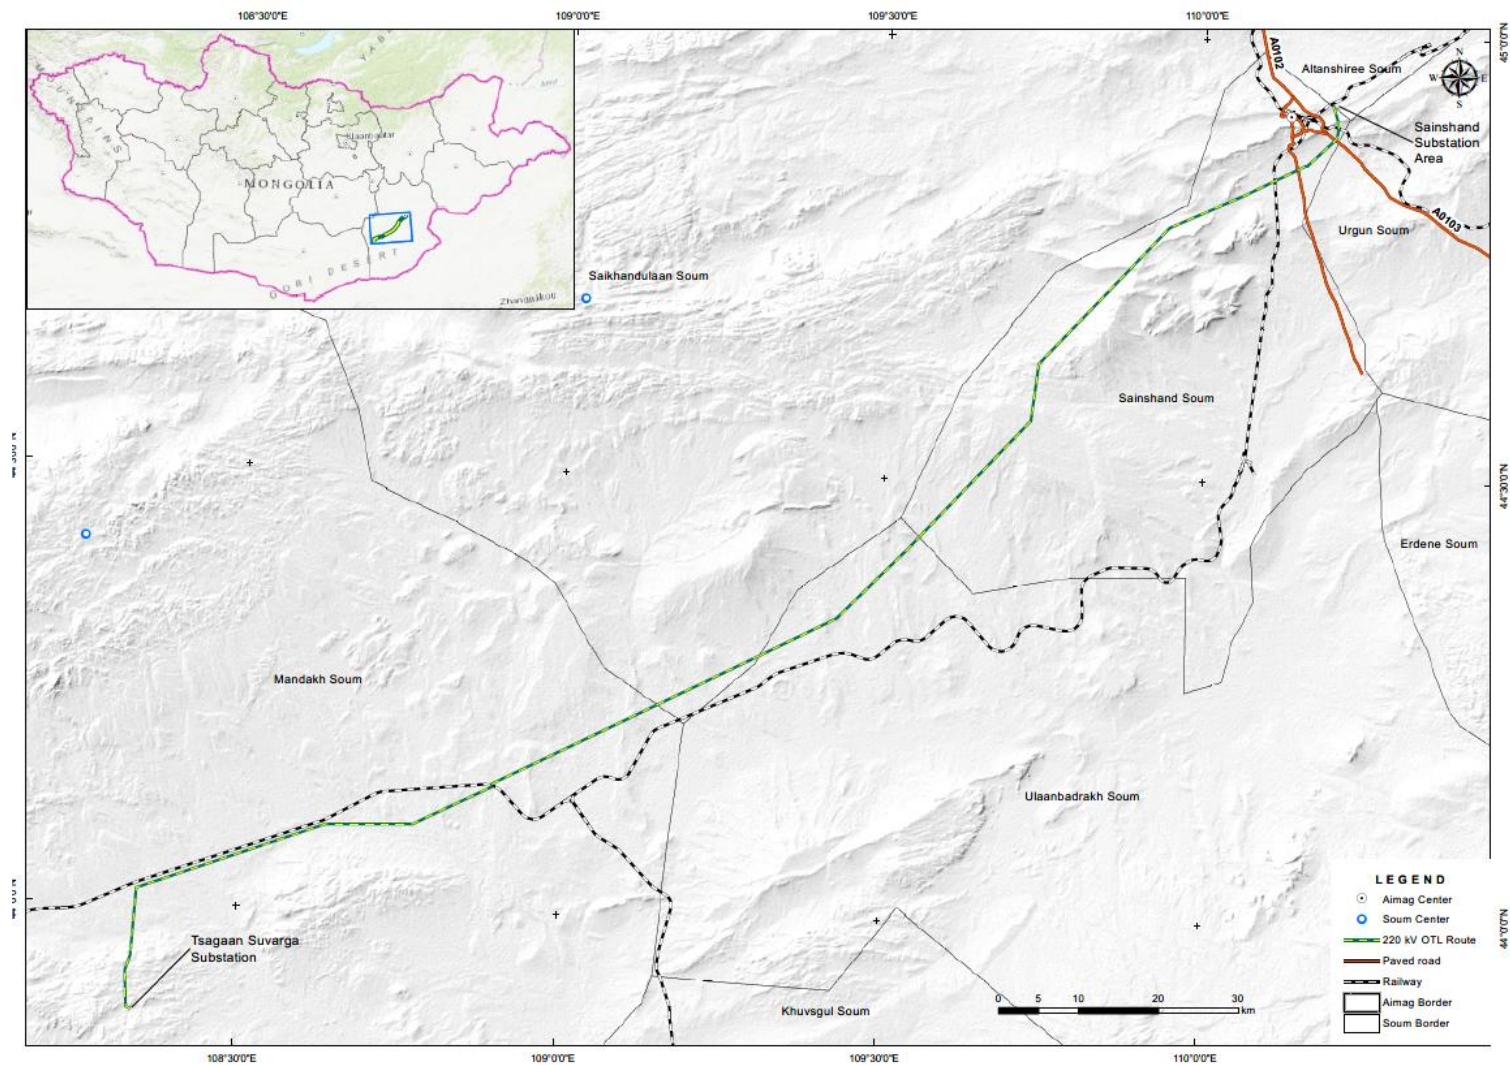 108°30'0"E
109°0'0"E
109°30'0"E
110°0'0"E
45°0'0"N
A0102
Altanshiree Soum
N
W
E
S
Sainshand
Substation
Area
MONGOLIA
GOBI DESERT
A0103
Urgun Soum
Saikhandulaan Soum
Sainshand Soum
44°30'0"N
Erdene Soum
Mandakh Soum
Ulaanbadrakh Soum
Tsagaan Suvarga
Substation
Khuvsgul Soum
44°0'0"N
LEGEND
Aimag Center
Soum Center
220 kV OTL Route
Paved road
Railway
Aimag Border
Soum Border
0 5 10 20 30
km
108°30'0"E
109°0'0"E
109°30'0"E
110°0'0"E